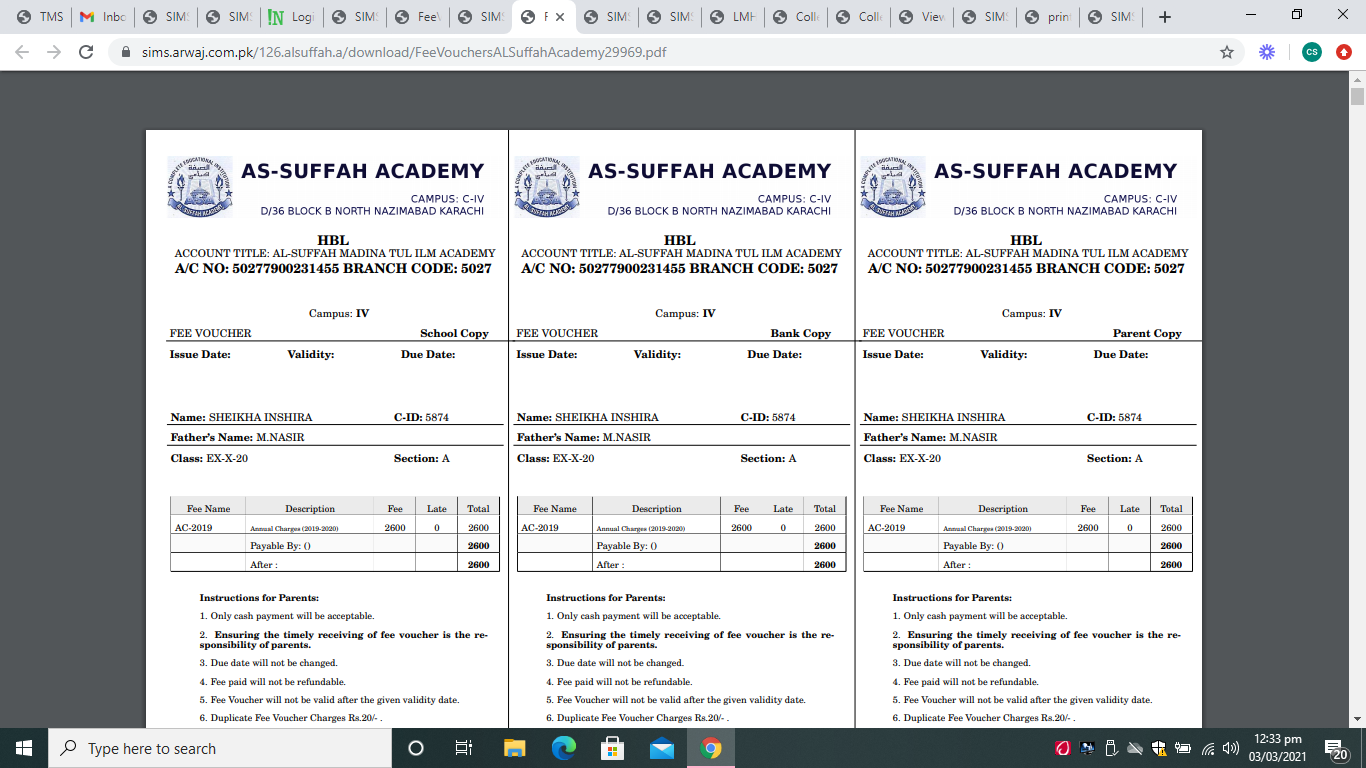 TMS
Inbc
SIMS
SIMS
Logi
SIMS
FeeV
SIMS
F
SIMS
SIMS
LMH
Colle
Colle
View
SIMS
print
SIMS
sims.arwaj.com.pk/126.alsuffah.a/download/FeeVouchersALSuffahAcademy29969.pdf
CS
AS-SUFFAH ACADEMY
CAMPUS: C-IV
D/36 BLOCK B NORTH NAZIMABAD KARACHI
HBL
ACCOUNT TITLE: AL-SUFFAH MADINA TUL ILM ACADEMY
A/C NO: 50277900231455 BRANCH CODE: 5027
Campus: IV
FEE VOUCHER School Copy
Issue Date: Validity: Due Date:
Name: SHEIKHA INSHIRA C-ID: 5874
Father's Name: M.NASIR
Class: EX-X-20 Section: A
Fee Name Description Fee Late Total
AC-2019 Annual Charges (2019-2020) 2600 0 2600
Payable By: () 2600
After : 2600
Instructions for Parents:
1. Only cash payment will be acceptable.
2. Ensuring the timely receiving of fee voucher is the re-
sponsibility of parents.
3. Due date will not be changed.
4. Fee paid will not be refundable.
5. Fee Voucher will not be valid after the given validity date.
6. Duplicate Fee Voucher Charges Rs.20/- .
AS-SUFFAH ACADEMY
CAMPUS: C-IV
D/36 BLOCK B NORTH NAZIMABAD KARACHI
HBL
ACCOUNT TITLE: AL-SUFFAH MADINA TUL ILM ACADEMY
A/C NO: 50277900231455 BRANCH CODE: 5027
Campus: IV
FEE VOUCHER Bank Copy
Issue Date: Validity: Due Date:
Name: SHEIKHA INSHIRA C-ID: 5874
Father's Name: M.NASIR
Class: EX-X-20 Section: A
Fee Name Description Fee Late Total
AC-2019 Annual Charges (2019-2020) 2600 0 2600
Payable By: () 2600
After : 2600
Instructions for Parents:
1. Only cash payment will be acceptable.
2. Ensuring the timely receiving of fee voucher is the re-
sponsibility of parents.
3. Due date will not be changed.
4. Fee paid will not be refundable.
5. Fee Voucher will not be valid after the given validity date.
6. Duplicate Fee Voucher Charges Rs.20/- .
AS-SUFFAH ACADEMY
CAMPUS: C-IV
D/36 BLOCK B NORTH NAZIMABAD KARACHI
HBL
ACCOUNT TITLE: AL-SUFFAH MADINA TUL ILM ACADEMY
A/C NO: 50277900231455 BRANCH CODE: 5027
Campus: IV
FEE VOUCHER Parent Copy
Issue Date: Validity: Due Date:
Name: SHEIKHA INSHIRA C-ID: 5874
Father's Name: M.NASIR
Class: EX-X-20 Section: A
Fee Name Description Fee Late Total
AC-2019 Annual Charges (2019-2020) 2600 0 2600
Payable By: () 2600
After : 2600
Instructions for Parents:
1. Only cash payment will be acceptable.
2. Ensuring the timely receiving of fee voucher is the re-
sponsibility of parents.
3. Due date will not be changed.
4. Fee paid will not be refundable.
5. Fee Voucher will not be valid after the given validity date.
6. Duplicate Fee Voucher Charges Rs.20/- .
Type here to search
12:33 pm
03/03/2021
20